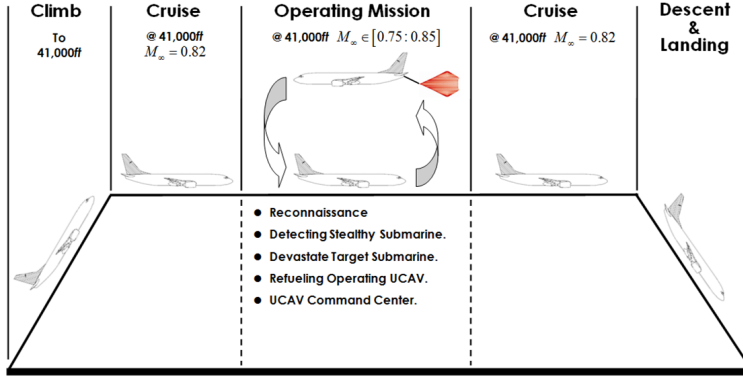 Climb
To
41,000ft
Cruise
@ 41,000ft
M∞ = 0.82
Operating Mission
@ 41,000ft M∞ ∈ [0.75 : 0.85]
Cruise
@ 41,000ft M∞ = 0.82
Descent
&
Landing
● Reconnaissance
● Detecting Stealthy Submarine.
● Devastate Target Submarine.
● Refueling Operating UCAV.
● UCAV Command Center.